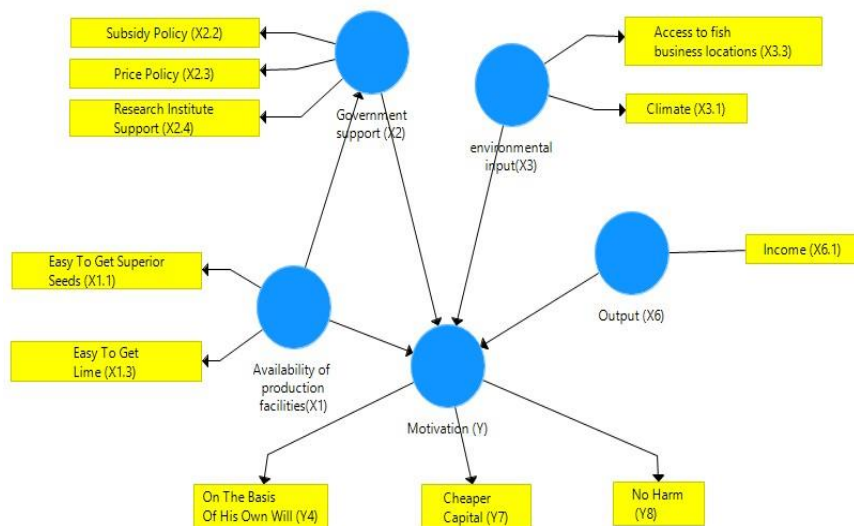 Subsidy Policy (X2.2)
Price Policy (X2.3)
Research Institute
Support (X2.4)
Government
support (X2)
Access to fish
business locations (X3.3)
Climate (X3.1)
environmental
input(X3)
Easy To Get Superior
Seeds (X1.1)
Easy To Get
Lime (X1.3)
Availability of
production
facilities(X1)
Income (X6.1)
Output (X6)
Motivation (Y)
On The Basis
Of His Own Will (Y4)
Cheaper
Capital (Y7)
No Harm
(Y8)